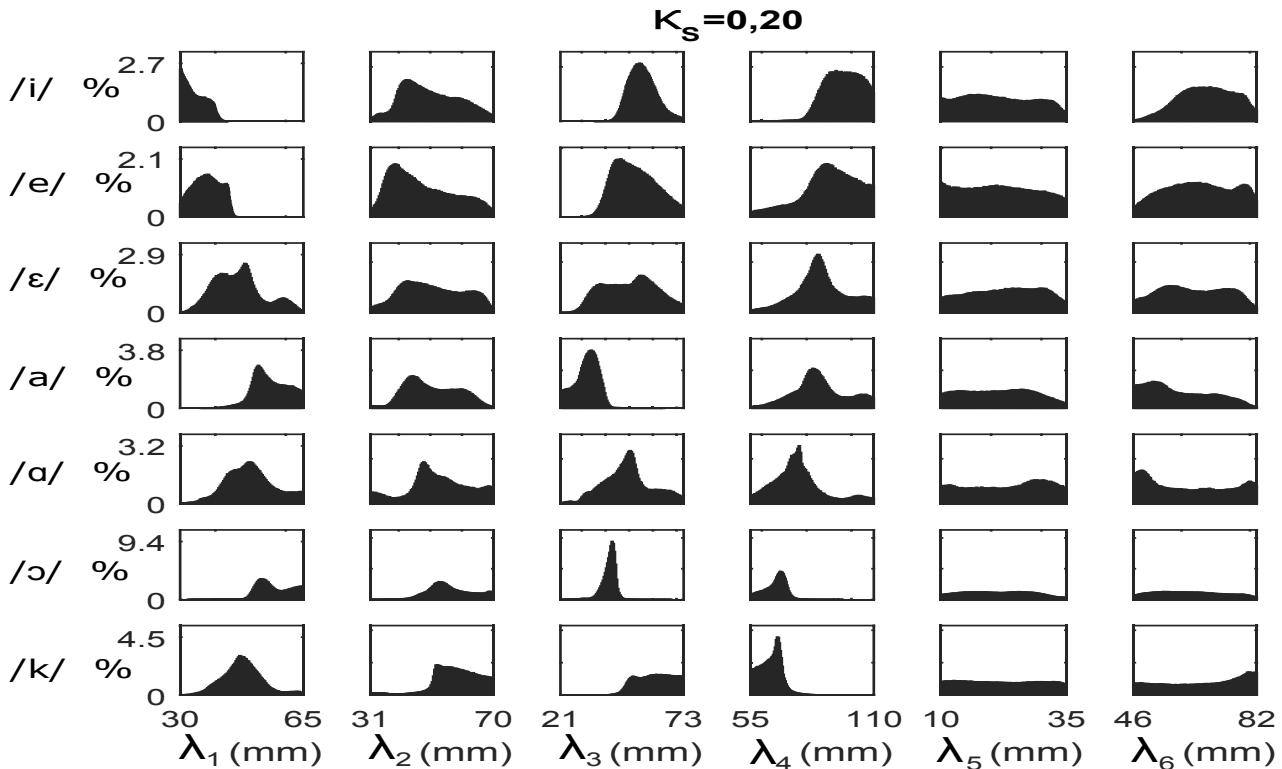 K_s=0,20
/i/ % 2.7
0
/e/ % 2.1
0
/ɛ/ % 2.9
0
/a/ % 3.8
0
/ɑ/ % 3.2
0
/ɔ/ % 9.4
0
/k/ % 4.5
0
30 65 31 70 21 73 55 110 10 35 46 82
λ₁ (mm) λ₂ (mm) λ₃ (mm) λ₄ (mm) λ₅ (mm) λ₆ (mm)